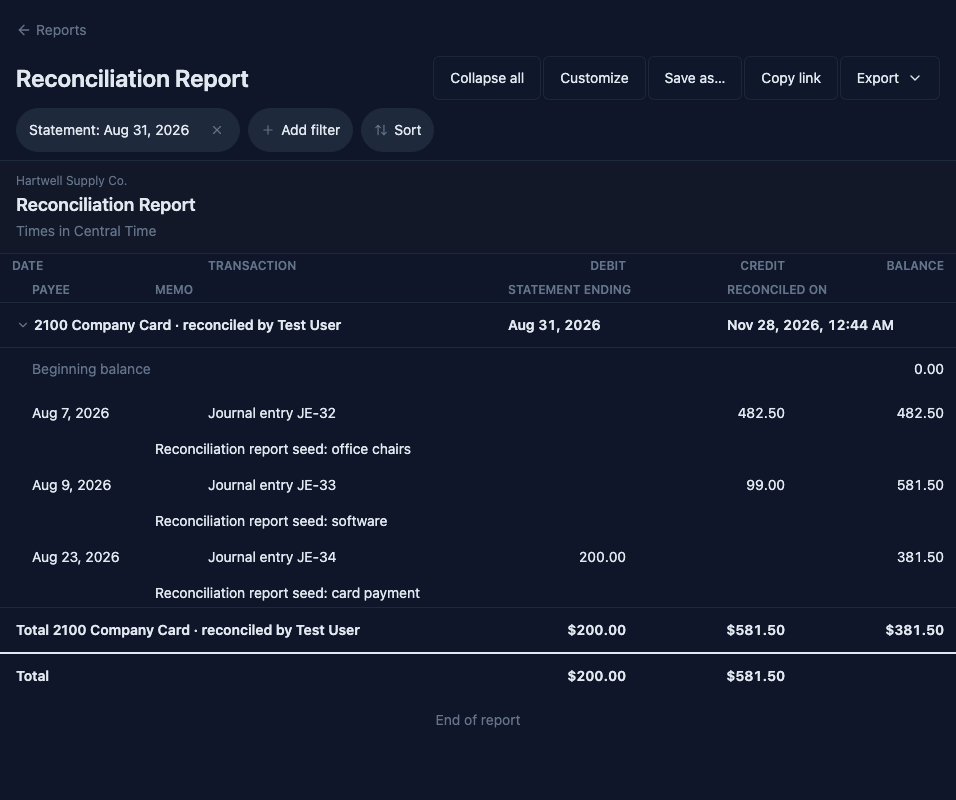 ← Reports
Reconciliation Report
Collapse all
Customize
Save as...
Copy link
Export
Statement: Aug 31, 2026 ×
+ Add filter
Sort
Hartwell Supply Co.
Reconciliation Report
Times in Central Time
DATE TRANSACTION DEBIT CREDIT BALANCE
PAYEE MEMO STATEMENT ENDING RECONCILED ON
2100 Company Card · reconciled by Test User Aug 31, 2026 Nov 28, 2026, 12:44 AM
Beginning balance 0.00
Aug 7, 2026 Journal entry JE-32 482.50 482.50
Reconciliation report seed: office chairs
Aug 9, 2026 Journal entry JE-33 99.00 581.50
Reconciliation report seed: software
Aug 23, 2026 Journal entry JE-34 200.00 381.50
Reconciliation report seed: card payment
Total 2100 Company Card · reconciled by Test User $200.00 $581.50 $381.50
Total $200.00 $581.50
End of report